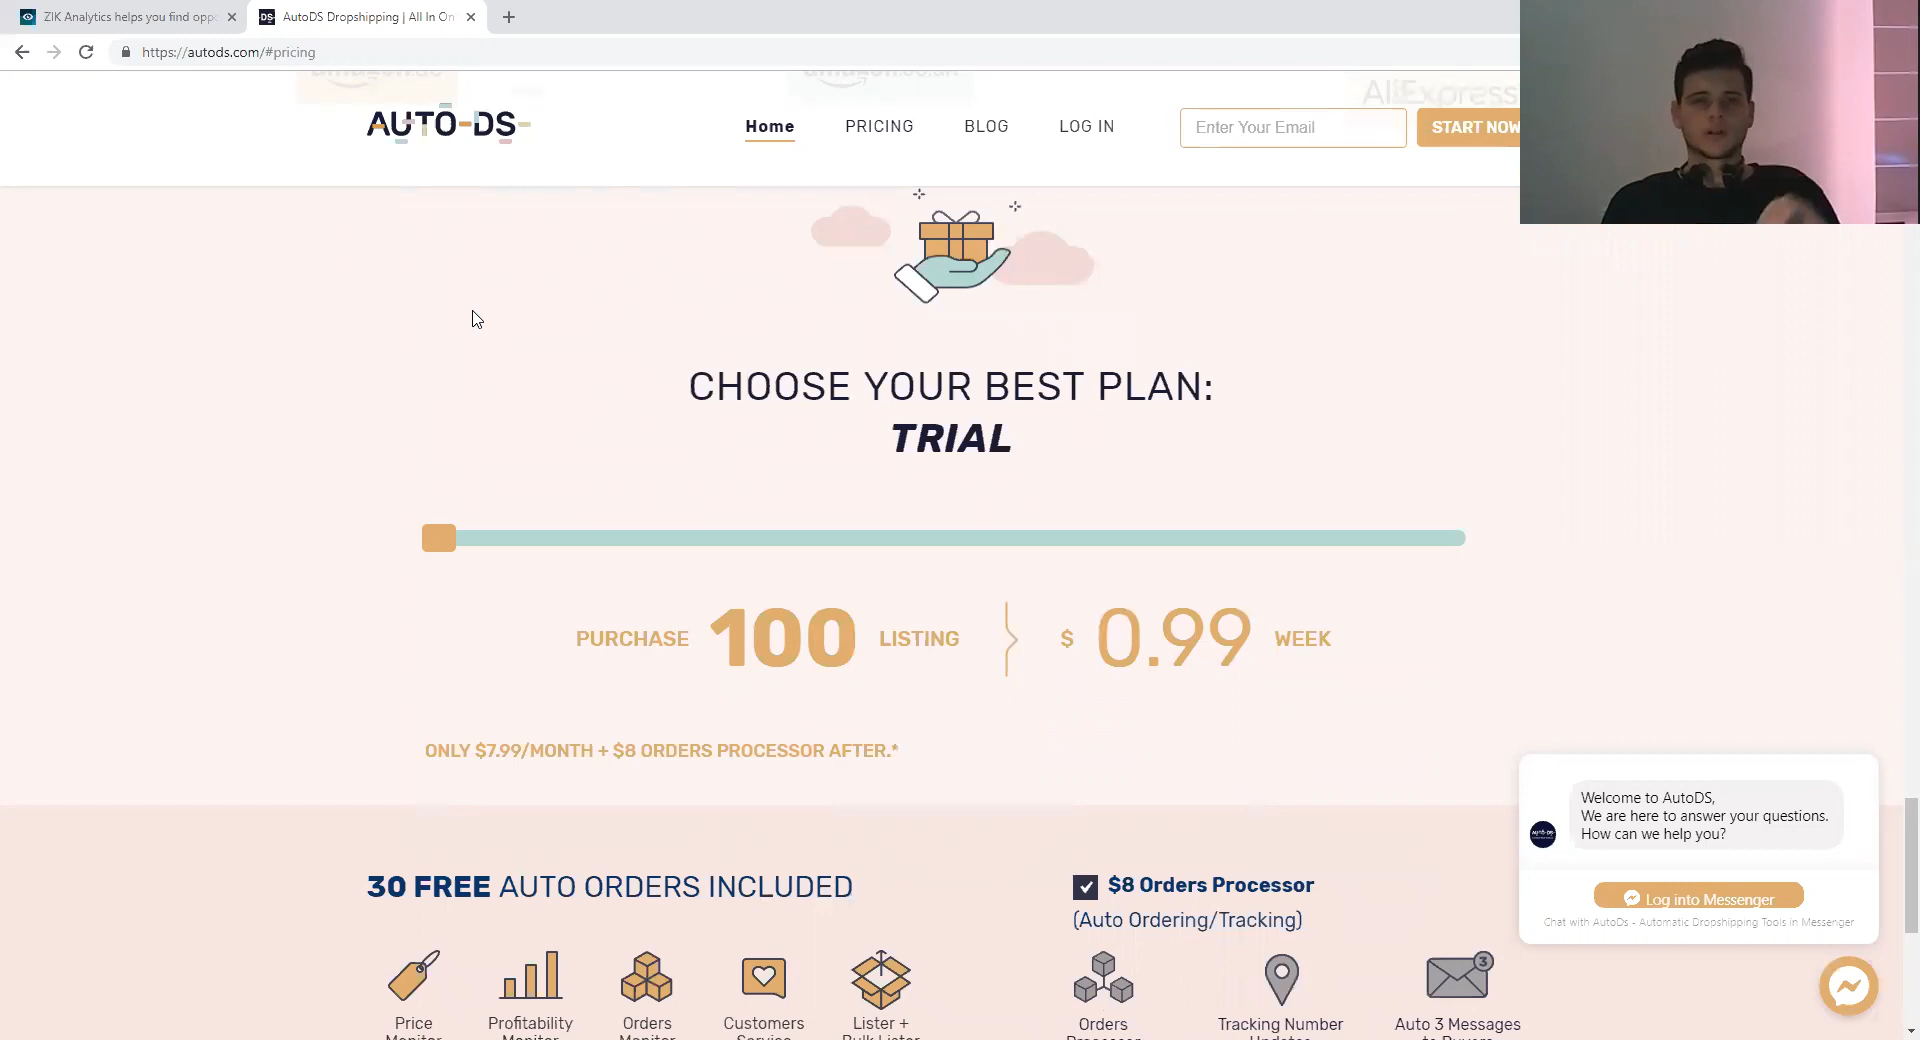 ZIK Analytics helps you find oppo
AutoDS Dropshipping | All In On
https://autods.com/#pricing
AliExpress
AUTO-DS-
Home
PRICING
BLOG
LOG IN
Enter Your Email
START NOW
CHOOSE YOUR BEST PLAN:
TRIAL
PURCHASE 100 LISTING $ 0.99 WEEK
ONLY $7.99/MONTH + $8 ORDERS PROCESSOR AFTER.*
Welcome to AutoDS,
We are here to answer your questions.
How can we help you?
Log into Messenger
Chat with AutoDs - Automatic Dropshipping Tools in Messenger
30 FREE AUTO ORDERS INCLUDED
$8 Orders Processor
(Auto Ordering/Tracking)
3
Price
Profitability
Orders
Customers
Lister +
Orders
Tracking Number
Auto 3 Messages